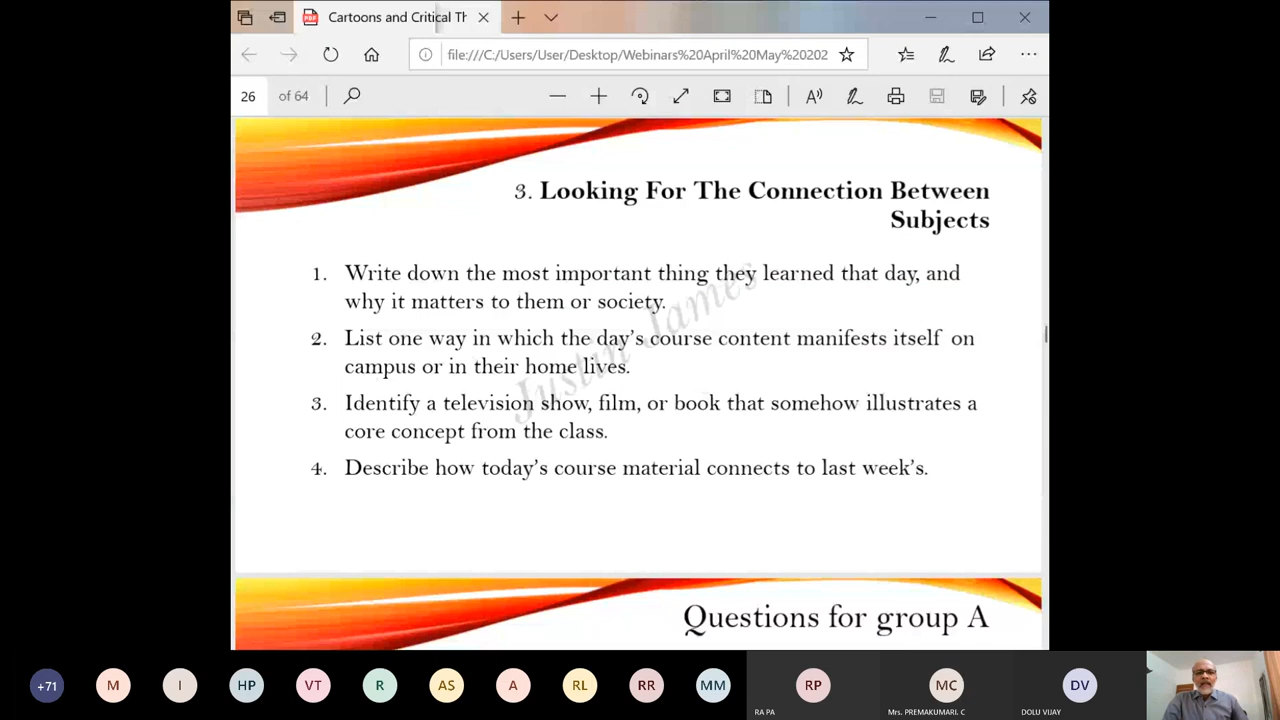 Cartoons and Critical Th
file:///C:/Users/User/Desktop/Webinars%20April%20May%20202
26 of 64
3. Looking For The Connection Between
Subjects
1. Write down the most important thing they learned that day, and
why it matters to them or society.
2. List one way in which the day's course content manifests itself on
campus or in their home lives.
3. Identify a television show, film, or book that somehow illustrates a
core concept from the class.
4. Describe how today's course material connects to last week's.
Justin James
Questions for group A
+71 M I HP VT R AS A RL RR MM RP MC DV
RA PA Mrs. PREMAKUMARI. C DOLU VIJAY